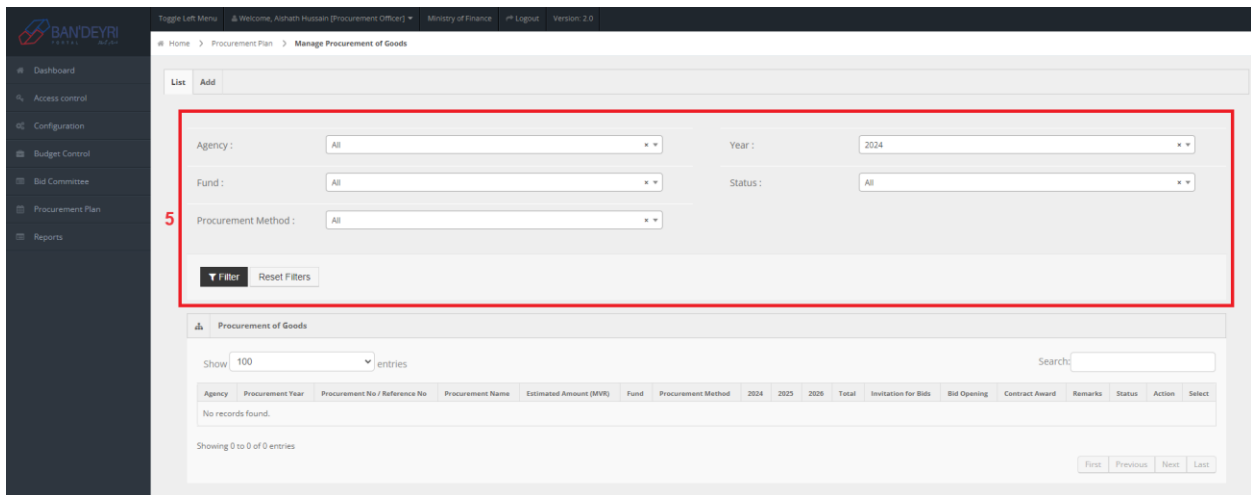 BAN'DEYRI
PORTAL
Toggle Left Menu Welcome, Aishath Hussain [Procurement Officer] Ministry of Finance Logout Version: 2.0
Home > Procurement Plan > Manage Procurement of Goods
Dashboard
Access control
Configuration
Budget Control
Bid Committee
Procurement Plan
Reports
List Add
5
Agency : All × Year : 2024 ×
Fund : All × Status : All ×
Procurement Method : All ×
Filter Reset Filters
Procurement of Goods
Show 100 entries Search:
Agency Procurement Year Procurement No / Reference No Procurement Name Estimated Amount (MVR) Fund Procurement Method 2024 2025 2026 Total Invitation for Bids Bid Opening Contract Award Remarks Status Action Select
No records found.
Showing 0 to 0 of 0 entries
First Previous Next Last